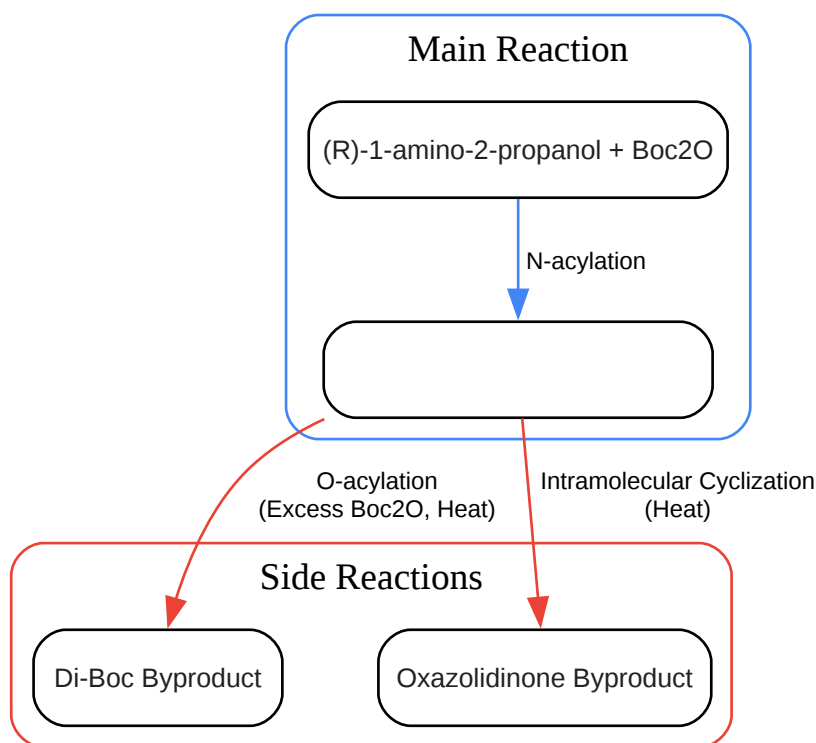 Main Reaction
(R)-1-amino-2-propanol + Boc2O
N-acylation
O-acylation
(Excess Boc2O, Heat)
Intramolecular Cyclization
(Heat)
Side Reactions
Di-Boc Byproduct
Oxazolidinone Byproduct